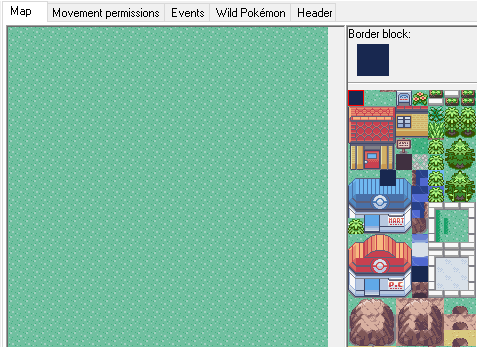 Map Movement permissions Events Wild Pokémon Header
Border block:
MART
P.C